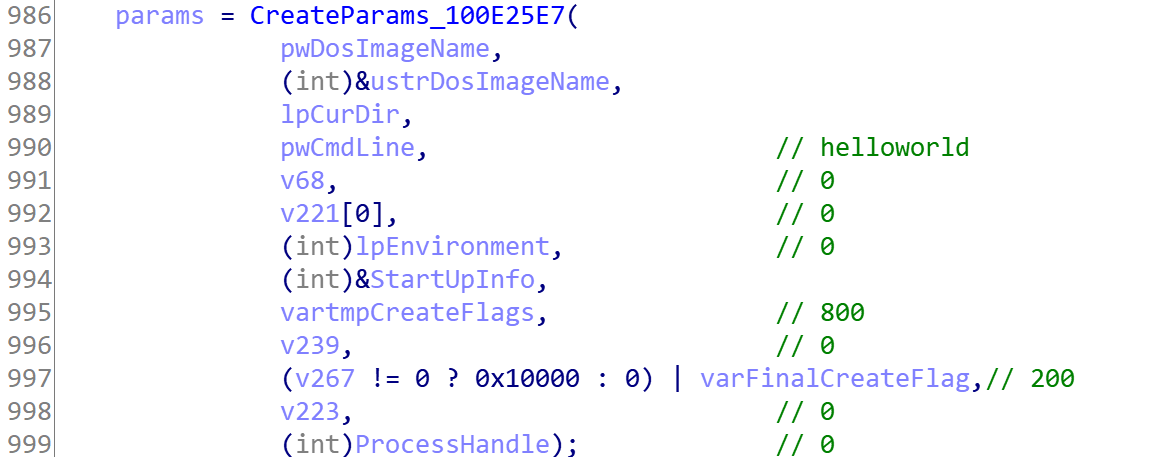 986 params = CreateParams_100E25E7(
987 pwDosImageName,
988 (int)&ustrDosImageName,
989 lpCurDir,
990 pwCmdLine, // helloworld
991 v68, // 0
992 v221[0], // 0
993 (int)lpEnvironment, // 0
994 (int)&StartUpInfo,
995 vartmpCreateFlags, // 800
996 v239, // 0
997 (v267 != 0 ? 0x10000 : 0) | varFinalCreateFlag,// 200
998 v223, // 0
999 (int)ProcessHandle); // 0